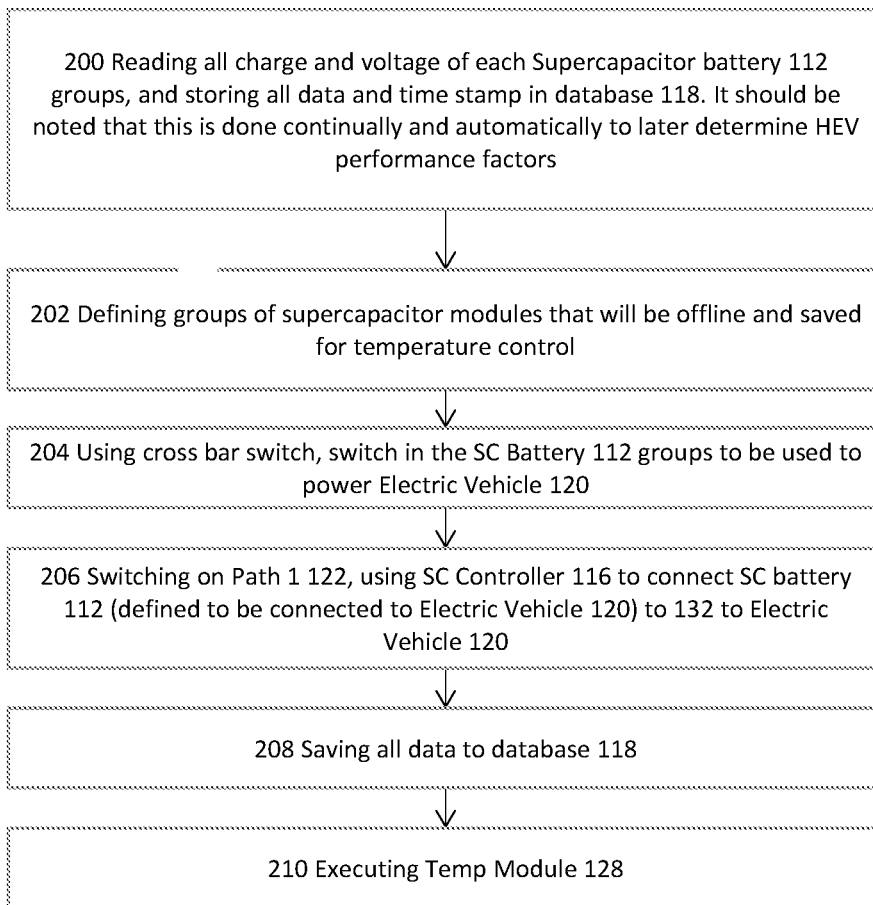 200 Reading all charge and voltage of each Supercapacitor battery 112
groups, and storing all data and time stamp in database 118. It should be
noted that this is done continually and automatically to later determine HEV
performance factors
202 Defining groups of supercapacitor modules that will be offline and saved
for temperature control
204 Using cross bar switch, switch in the SC Battery 112 groups to be used to
power Electric Vehicle 120
206 Switching on Path 1 122, using SC Controller 116 to connect SC battery
112 (defined to be connected to Electric Vehicle 120) to 132 to Electric
Vehicle 120
208 Saving all data to database 118
210 Executing Temp Module 128